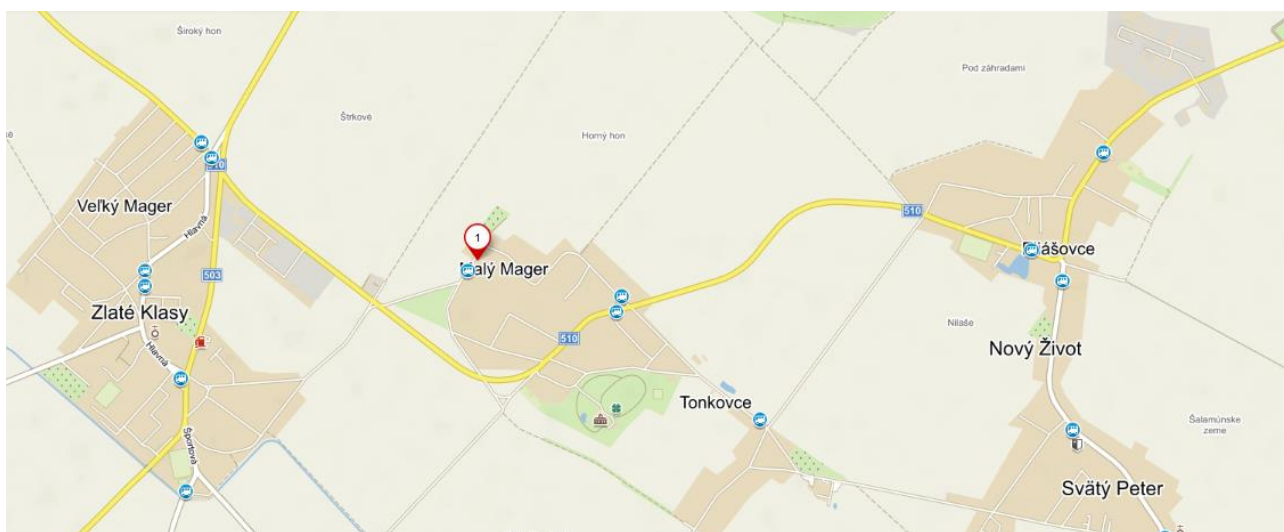 Široký hon
Pod záhradami
Štrkové
Horný hon
Veľký Mager
Hlavná
510
1
Malý Mager
503
Zlaté Klasy
Nilaše
510
Nový Život
Hlavná
Tonkovce
Šalamúnske
zeme
Športová
Svätý Peter